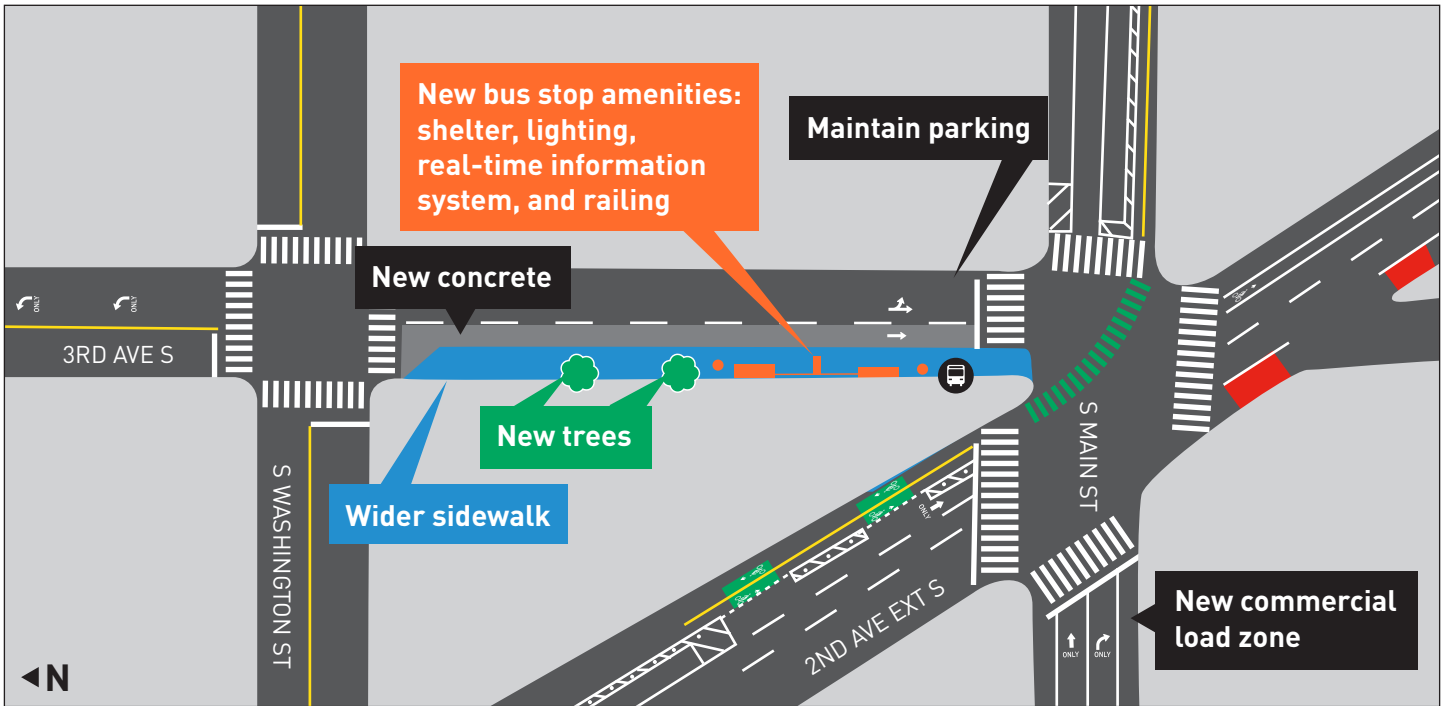 New bus stop amenities:
shelter, lighting,
real-time information
system, and railing
Maintain parking
New concrete
ONLY
ONLY
3RD AVE S
New trees
Wider sidewalk
S WASHINGTON ST
S MAIN ST
ONLY
2ND AVE EXT S
New commercial
load zone
ONLY
ONLY
N